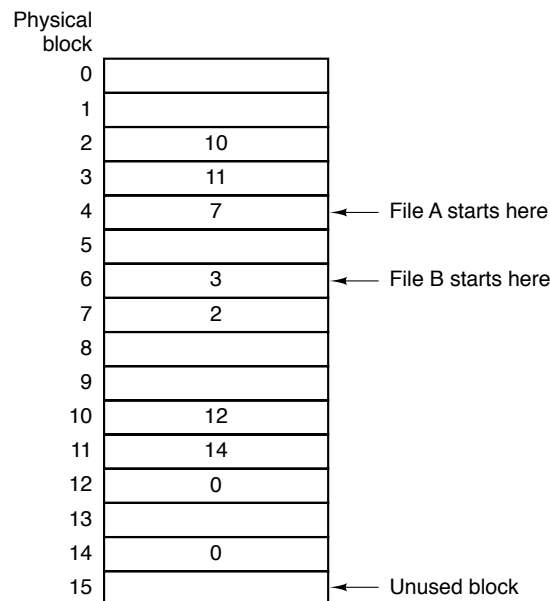 Physical
block
0
1
2 10
3 11
4 7 File A starts here
5
6 3 File B starts here
7 2
8
9
10 12
11 14
12 0
13
14 0
15 Unused block